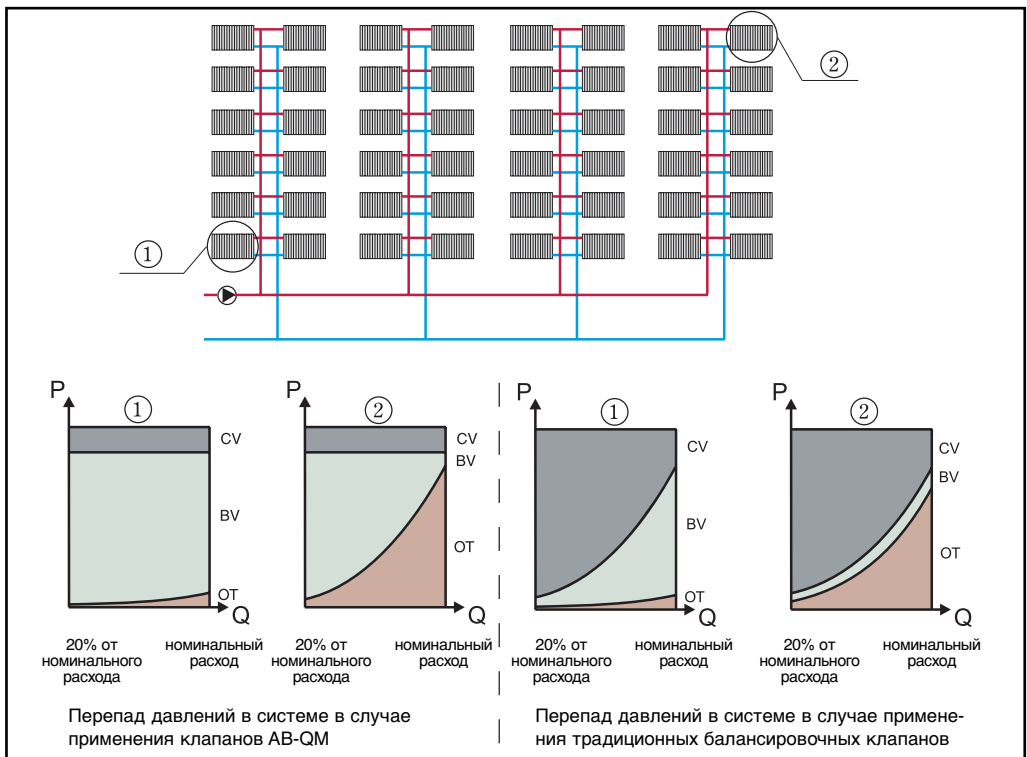 ②
①
P
①
CV
BV
OT
Q
20% от
номинального
расхода
номинальный
расход
P
②
CV
BV
OT
Q
20% от
номинального
расхода
номинальный
расход
Перепад давлений в системе в случае
применения клапанов AB-QM
P
①
CV
BV
OT
Q
20% от
номинального
расхода
номинальный
расход
P
②
CV
BV
OT
Q
20% от
номинального
расхода
номинальный
расход
Перепад давлений в системе в случае примене-
ния традиционных балансировочных клапанов